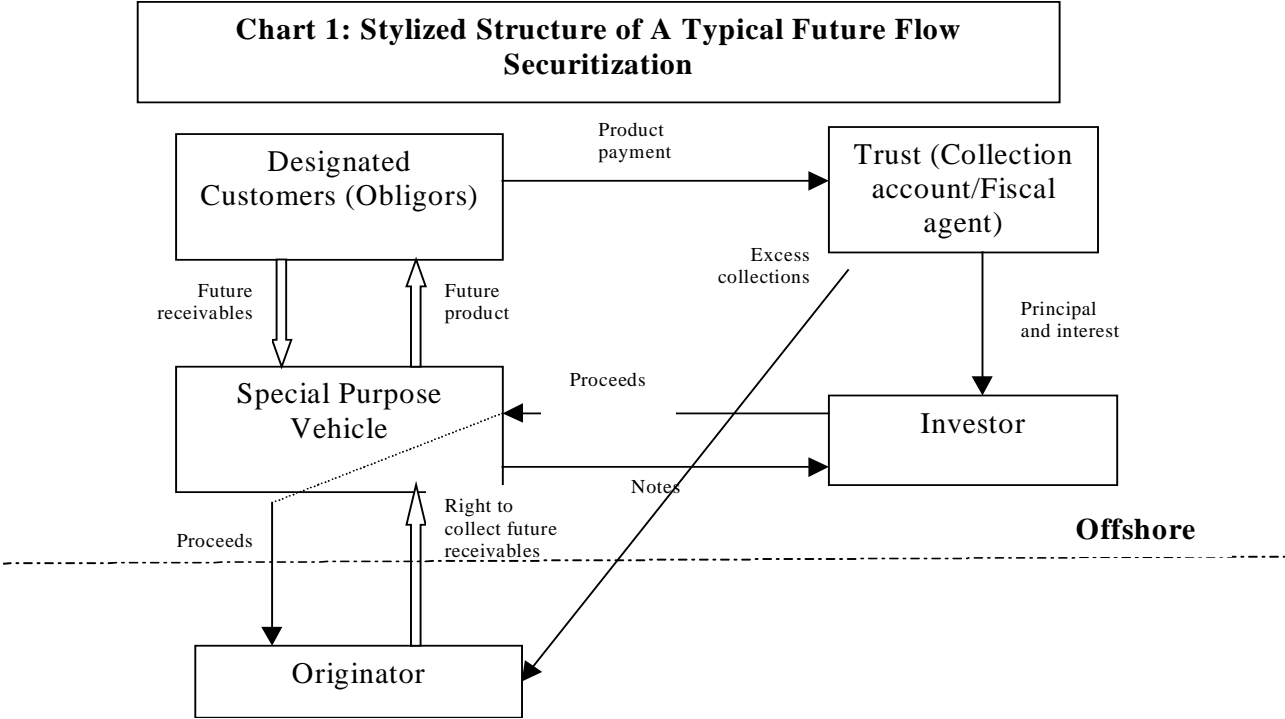 Chart 1: Stylized Structure of A Typical Future Flow
Securitization
Designated
Customers (Obligors)
Product
payment
Trust (Collection
account/Fiscal
agent)
Excess
collections
Future
receivables
Future
product
Principal
and interest
Special Purpose
Vehicle
Proceeds
Investor
Notes
Right to
collect future
receivables
Proceeds
Offshore
Originator